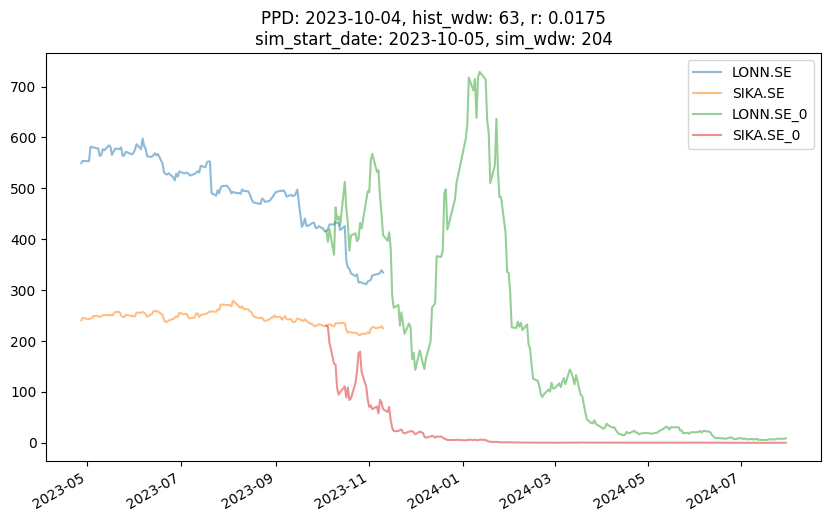 PPD: 2023-10-04, hist_wdw: 63, r: 0.0175
sim_start_date: 2023-10-05, sim_wdw: 204
LONN.SE
SIKA.SE
LONN.SE_0
SIKA.SE_0
700
600
500
400
300
200
100
0
2023-05
2023-07
2023-09
2023-11
2024-01
2024-03
2024-05
2024-07